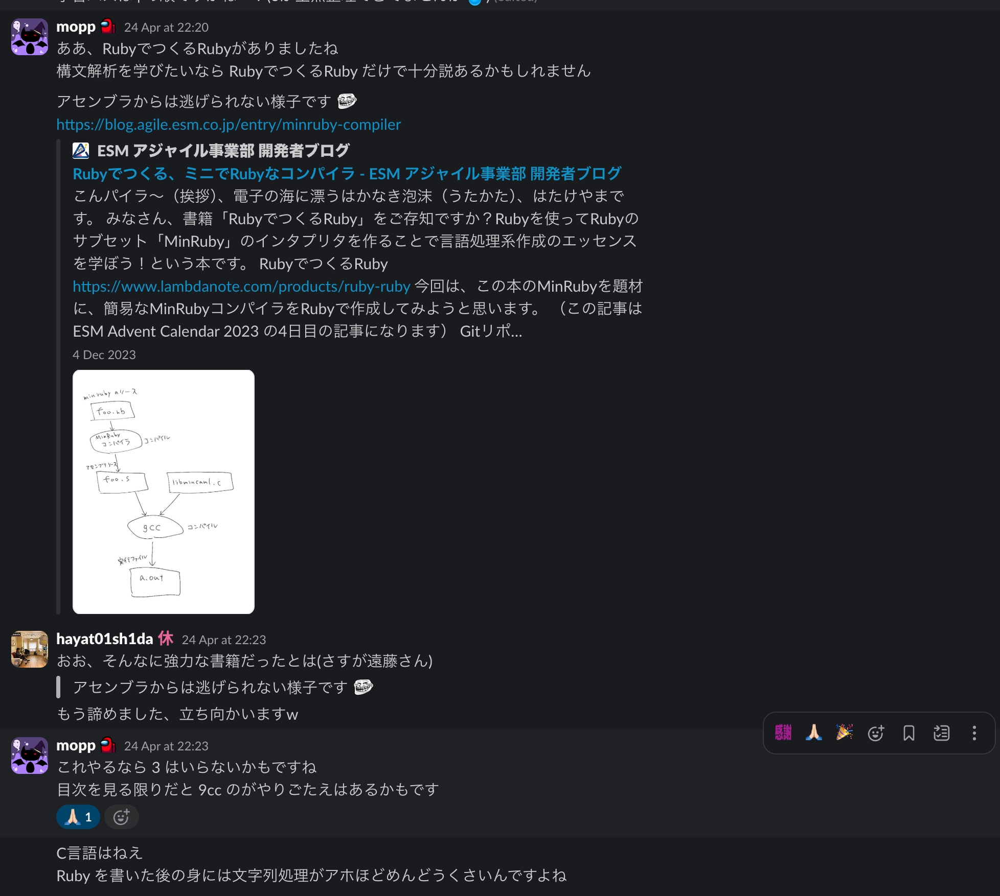 mopp 24 Apr at 22:20
ああ、RubyでつくるRubyがありましたね
構文解析を学びたいなら RubyでつくるRuby だけで十分説あるかもしれません
アセンブラからは逃げられない様子です
https://blog.agile.esm.co.jp/entry/minruby-compiler
ESM アジャイル事業部 開発者ブログ
Rubyでつくる、ミニでRubyなコンパイラ - ESM アジャイル事業部 開発者ブログ
こんパイラ〜（挨拶）、電子の海に漂うはかなき泡沫（うたかた）、はたけやまで
す。 みなさん、書籍「RubyでつくるRuby」をご存知ですか？Rubyを使ってRubyの
サブセット「MinRuby」のインタプリタを作ることで言語処理系作成のエッセンス
を学ぼう！という本です。 RubyでつくるRuby
https://www.lambdanote.com/products/ruby-ruby 今回は、この本のMinRubyを題材
に、簡易なMinRubyコンパイラをRubyで作成してみようと思います。 （この記事は
ESM Advent Calendar 2023 の4日目の記事になります） Gitリポ...
4 Dec 2023
minruby のソース
foo.rb
MinRuby
コンパイラ
コンパイル
アセンブリソース
foo.s
libmincaml.c
gcc
コンパイル
実行ファイル
a.out
hayat01sh1da 休 24 Apr at 22:23
おお、そんなに強力な書籍だったとは(さすが遠藤さん)
アセンブラからは逃げられない様子です
もう諦めました、立ち向かいますw
感謝
mopp 24 Apr at 22:23
これやるなら 3 はいらないかもですね
目次を見る限りだと 9cc のがやりごたえはあるかもです
1
C言語はねえ
Ruby を書いた後の身には文字列処理がアホほどめんどうくさいんですよね